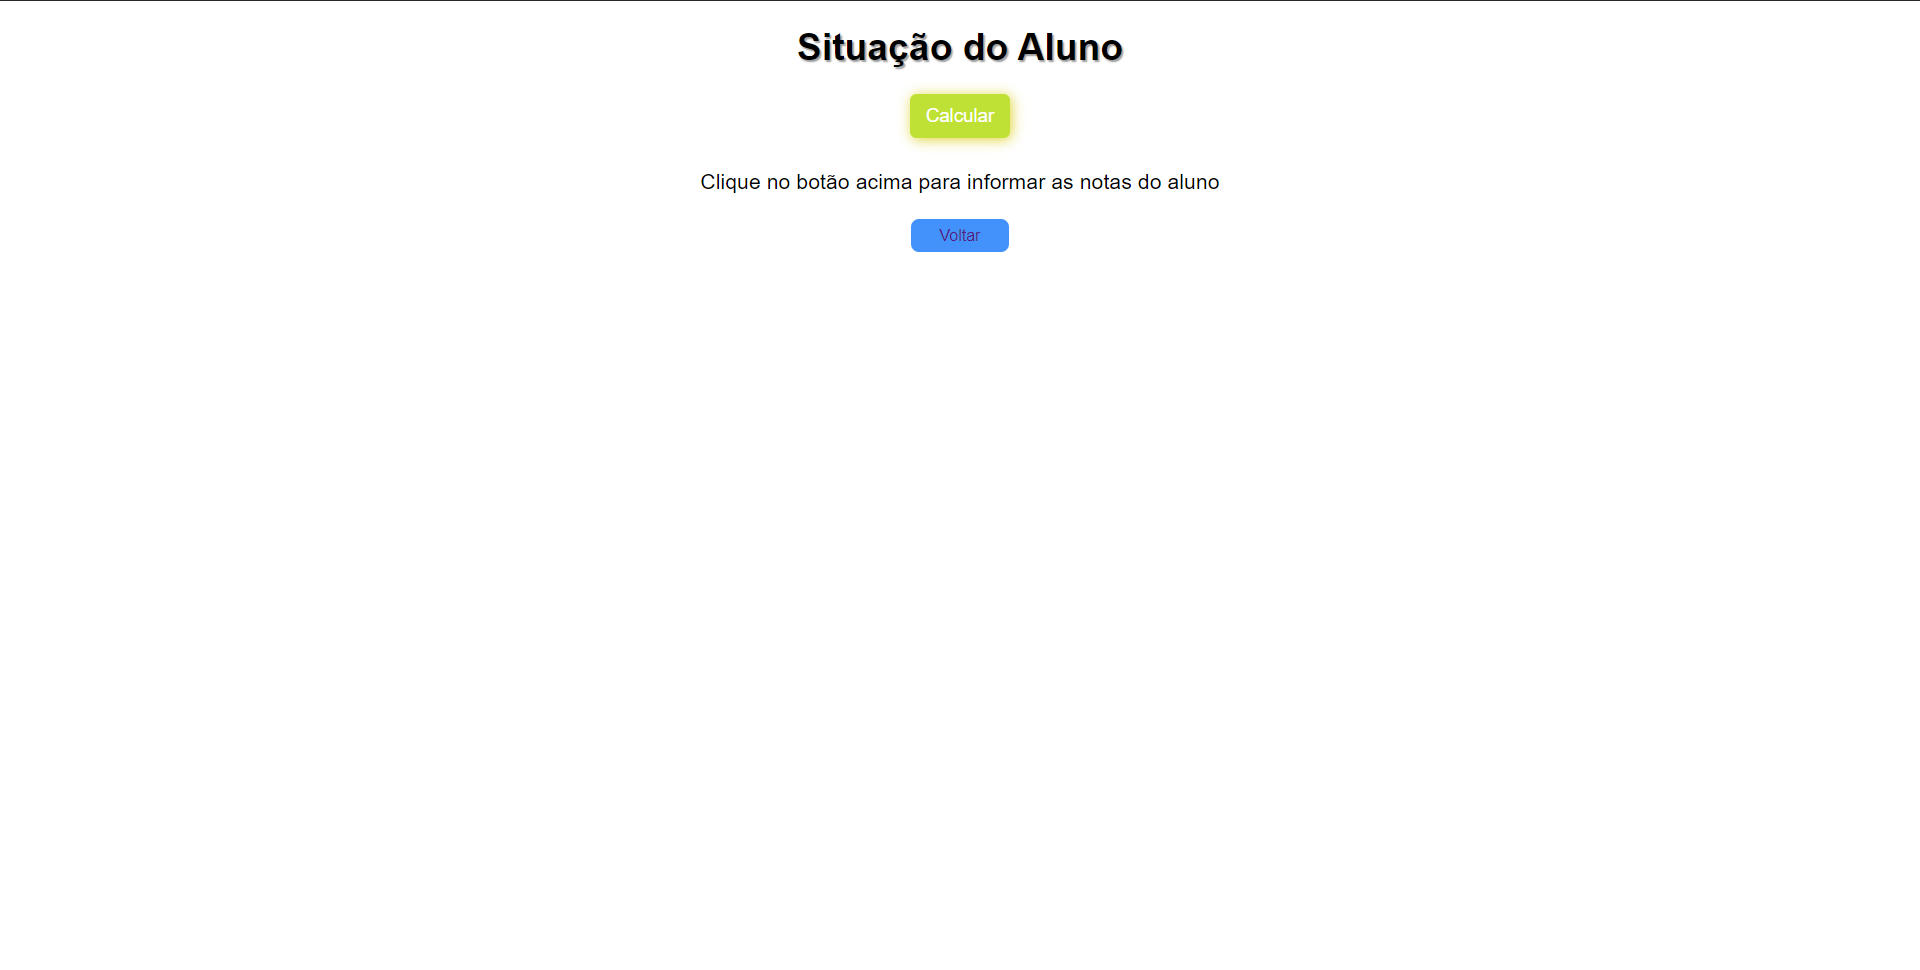 Situação do Aluno
Calcular
Clique no botão acima para informar as notas do aluno
Voltar